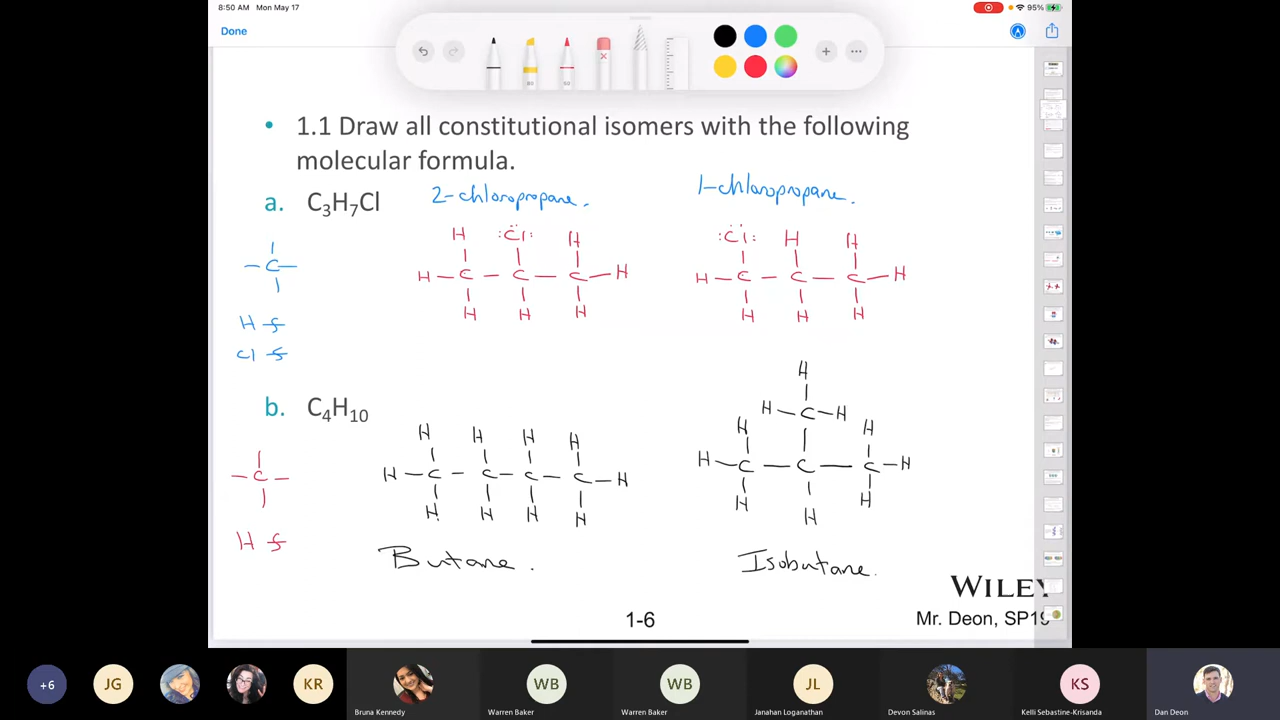 8:50 AM Mon May 17
95%
Done
• 1.1 Draw all constitutional isomers with the following
molecular formula.
a. C₃H₇Cl
2-chloropropane.
1-chloropropane.
H :Cl: H
H - C - C - C - H
H H H
:Cl: H H
H - C - C - C - H
H H H
- C -
H
Cl
b. C₄H₁₀
H H H H
H - C - C - C - C - H
H H H H
Butane.
H
H - C - H
H H
H - C - C - C - H
H H H
Isobutane.
- C -
H
WILEY
1-6
Mr. Deon, SP19
+6
JG
KR
WB
WB
JL
KS
Bruna Kennedy
Warren Baker
Warren Baker
Janahan Loganathan
Devon Salinas
Kelli Sebastine-Krisanda
Dan Deon